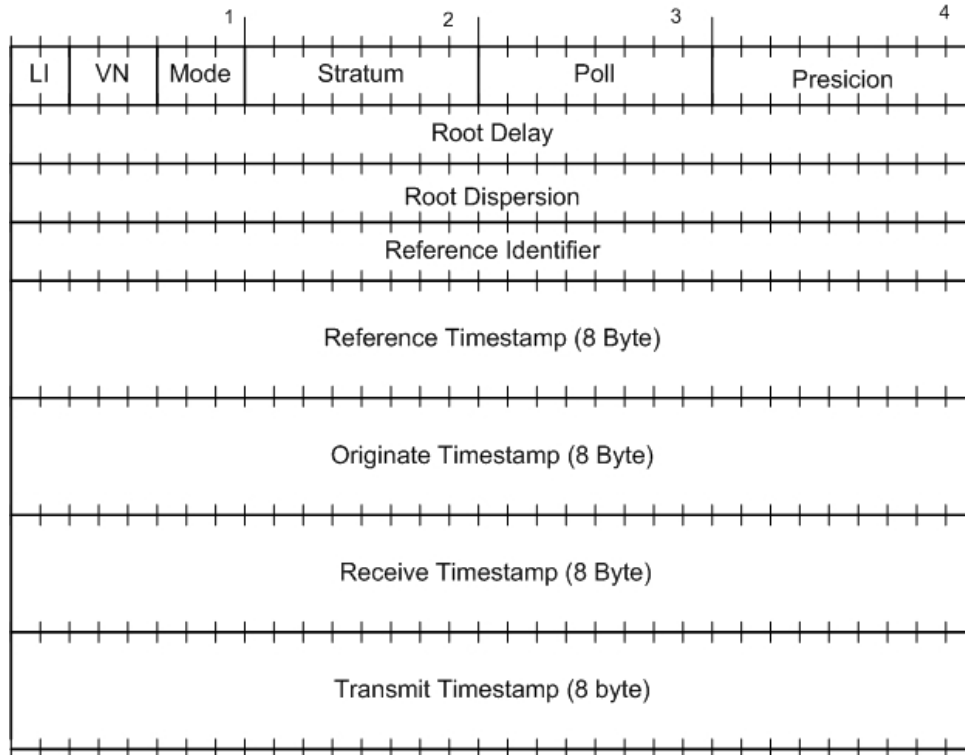 1 2 3 4
LI VN Mode Stratum Poll Presicion
Root Delay
Root Dispersion
Reference Identifier
Reference Timestamp (8 Byte)
Originate Timestamp (8 Byte)
Receive Timestamp (8 Byte)
Transmit Timestamp (8 byte)